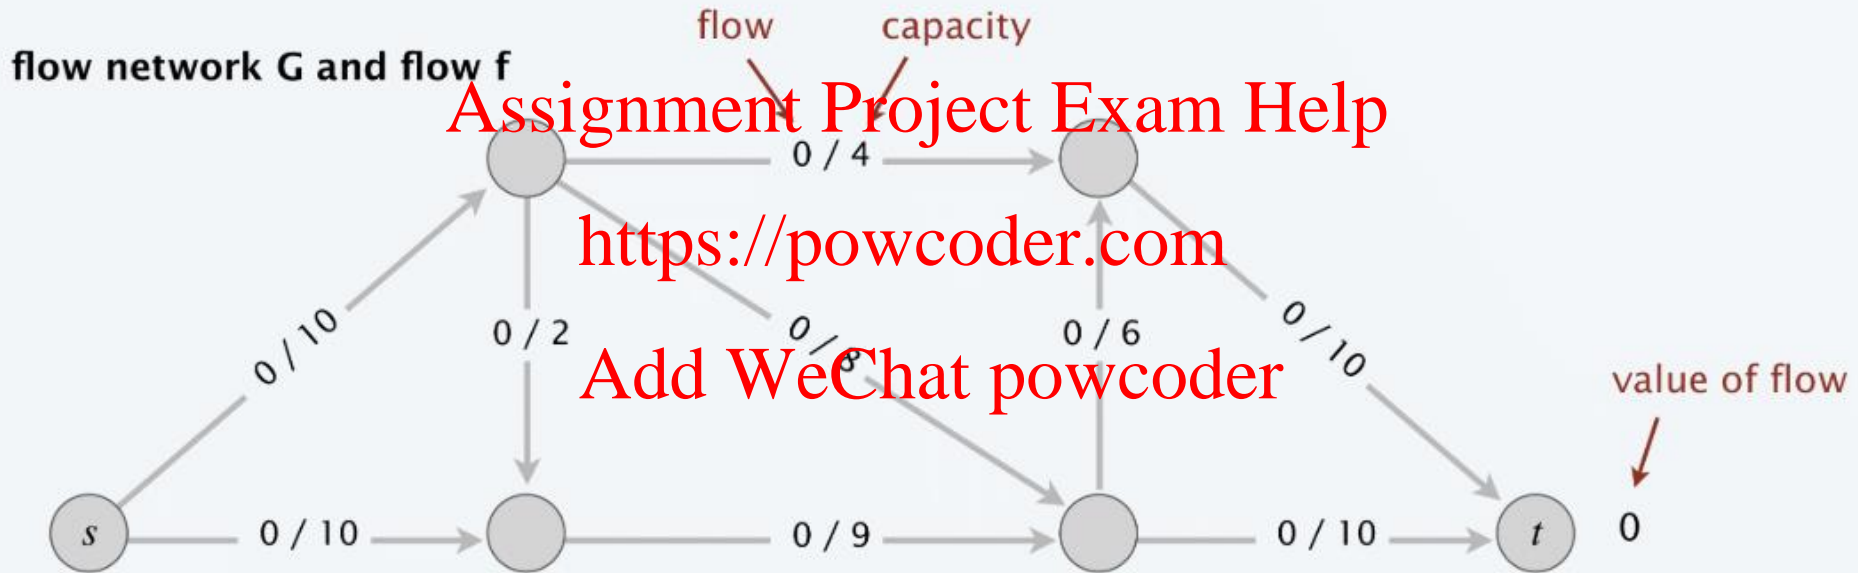 flow capacity
flow network G and flow f
Assignment Project Exam Help
0 / 4
https://powcoder.com
0 / 10
0 / 2
0 / 8
0 / 6
0 / 10
Add WeChat powcoder
value of flow
s
0 / 10
0 / 9
0 / 10
t
0